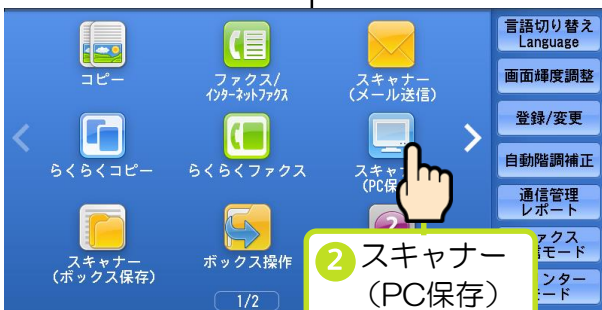 コピー
ファクス/
インターネットファクス
スキャナー
(メール送信)
らくらくコピー
らくらくファクス
スキャナ
(PC保
スキャナー
(ボックス保存)
ボックス操作
1/2
言語切り替え
Language
画面輝度調整
登録/変更
自動階調補正
通信管理
レポート
ァクス
モード
ンター
ード
2 スキャナー
(PC保存)